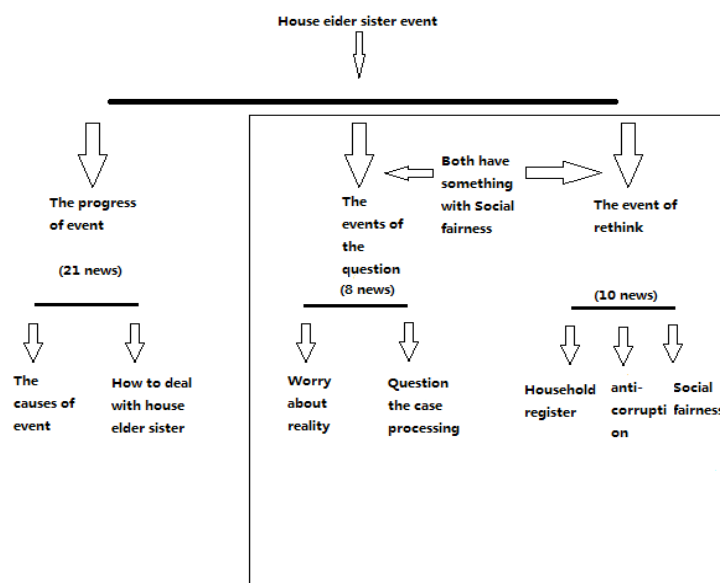 House eider sister event
Both have
something
with Social
fairness
The progress
of event
(21 news)
The
events of
the
question
(8 news)
The event of
rethink
(10 news)
The
causes of
event
How to deal
with house
elder sister
Worry
about
reality
Question
the case
processing
Household
register
anti-
corrupti
on
Social
fairness